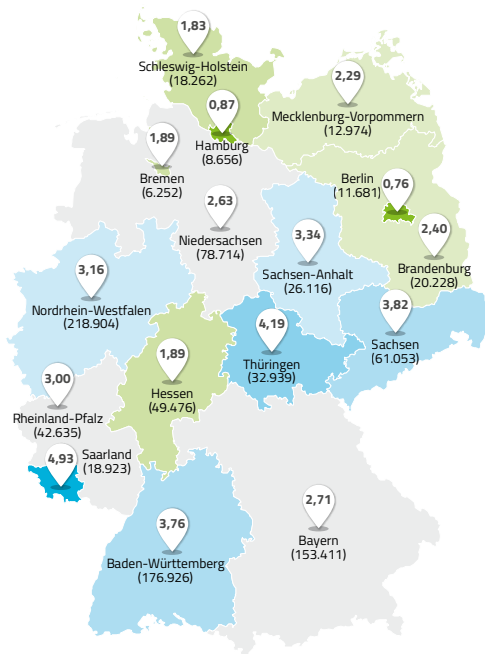 1,83
Schleswig-Holstein
(18.262)
2,29
Mecklenburg-Vorpommern
(12.974)
0,87
Hamburg
(8.656)
1,89
Bremen
(6.252)
Berlin
(11.681)
0,76
2,63
Niedersachsen
(78.714)
2,40
Brandenburg
(20.228)
3,34
Sachsen-Anhalt
(26.116)
3,16
Nordrhein-Westfalen
(218.904)
3,82
Sachsen
(61.053)
4,19
Thüringen
(32.939)
1,89
Hessen
(49.476)
3,00
Rheinland-Pfalz
(42.635)
4,93
Saarland
(18.923)
2,71
Bayern
(153.411)
3,76
Baden-Württemberg
(176.926)